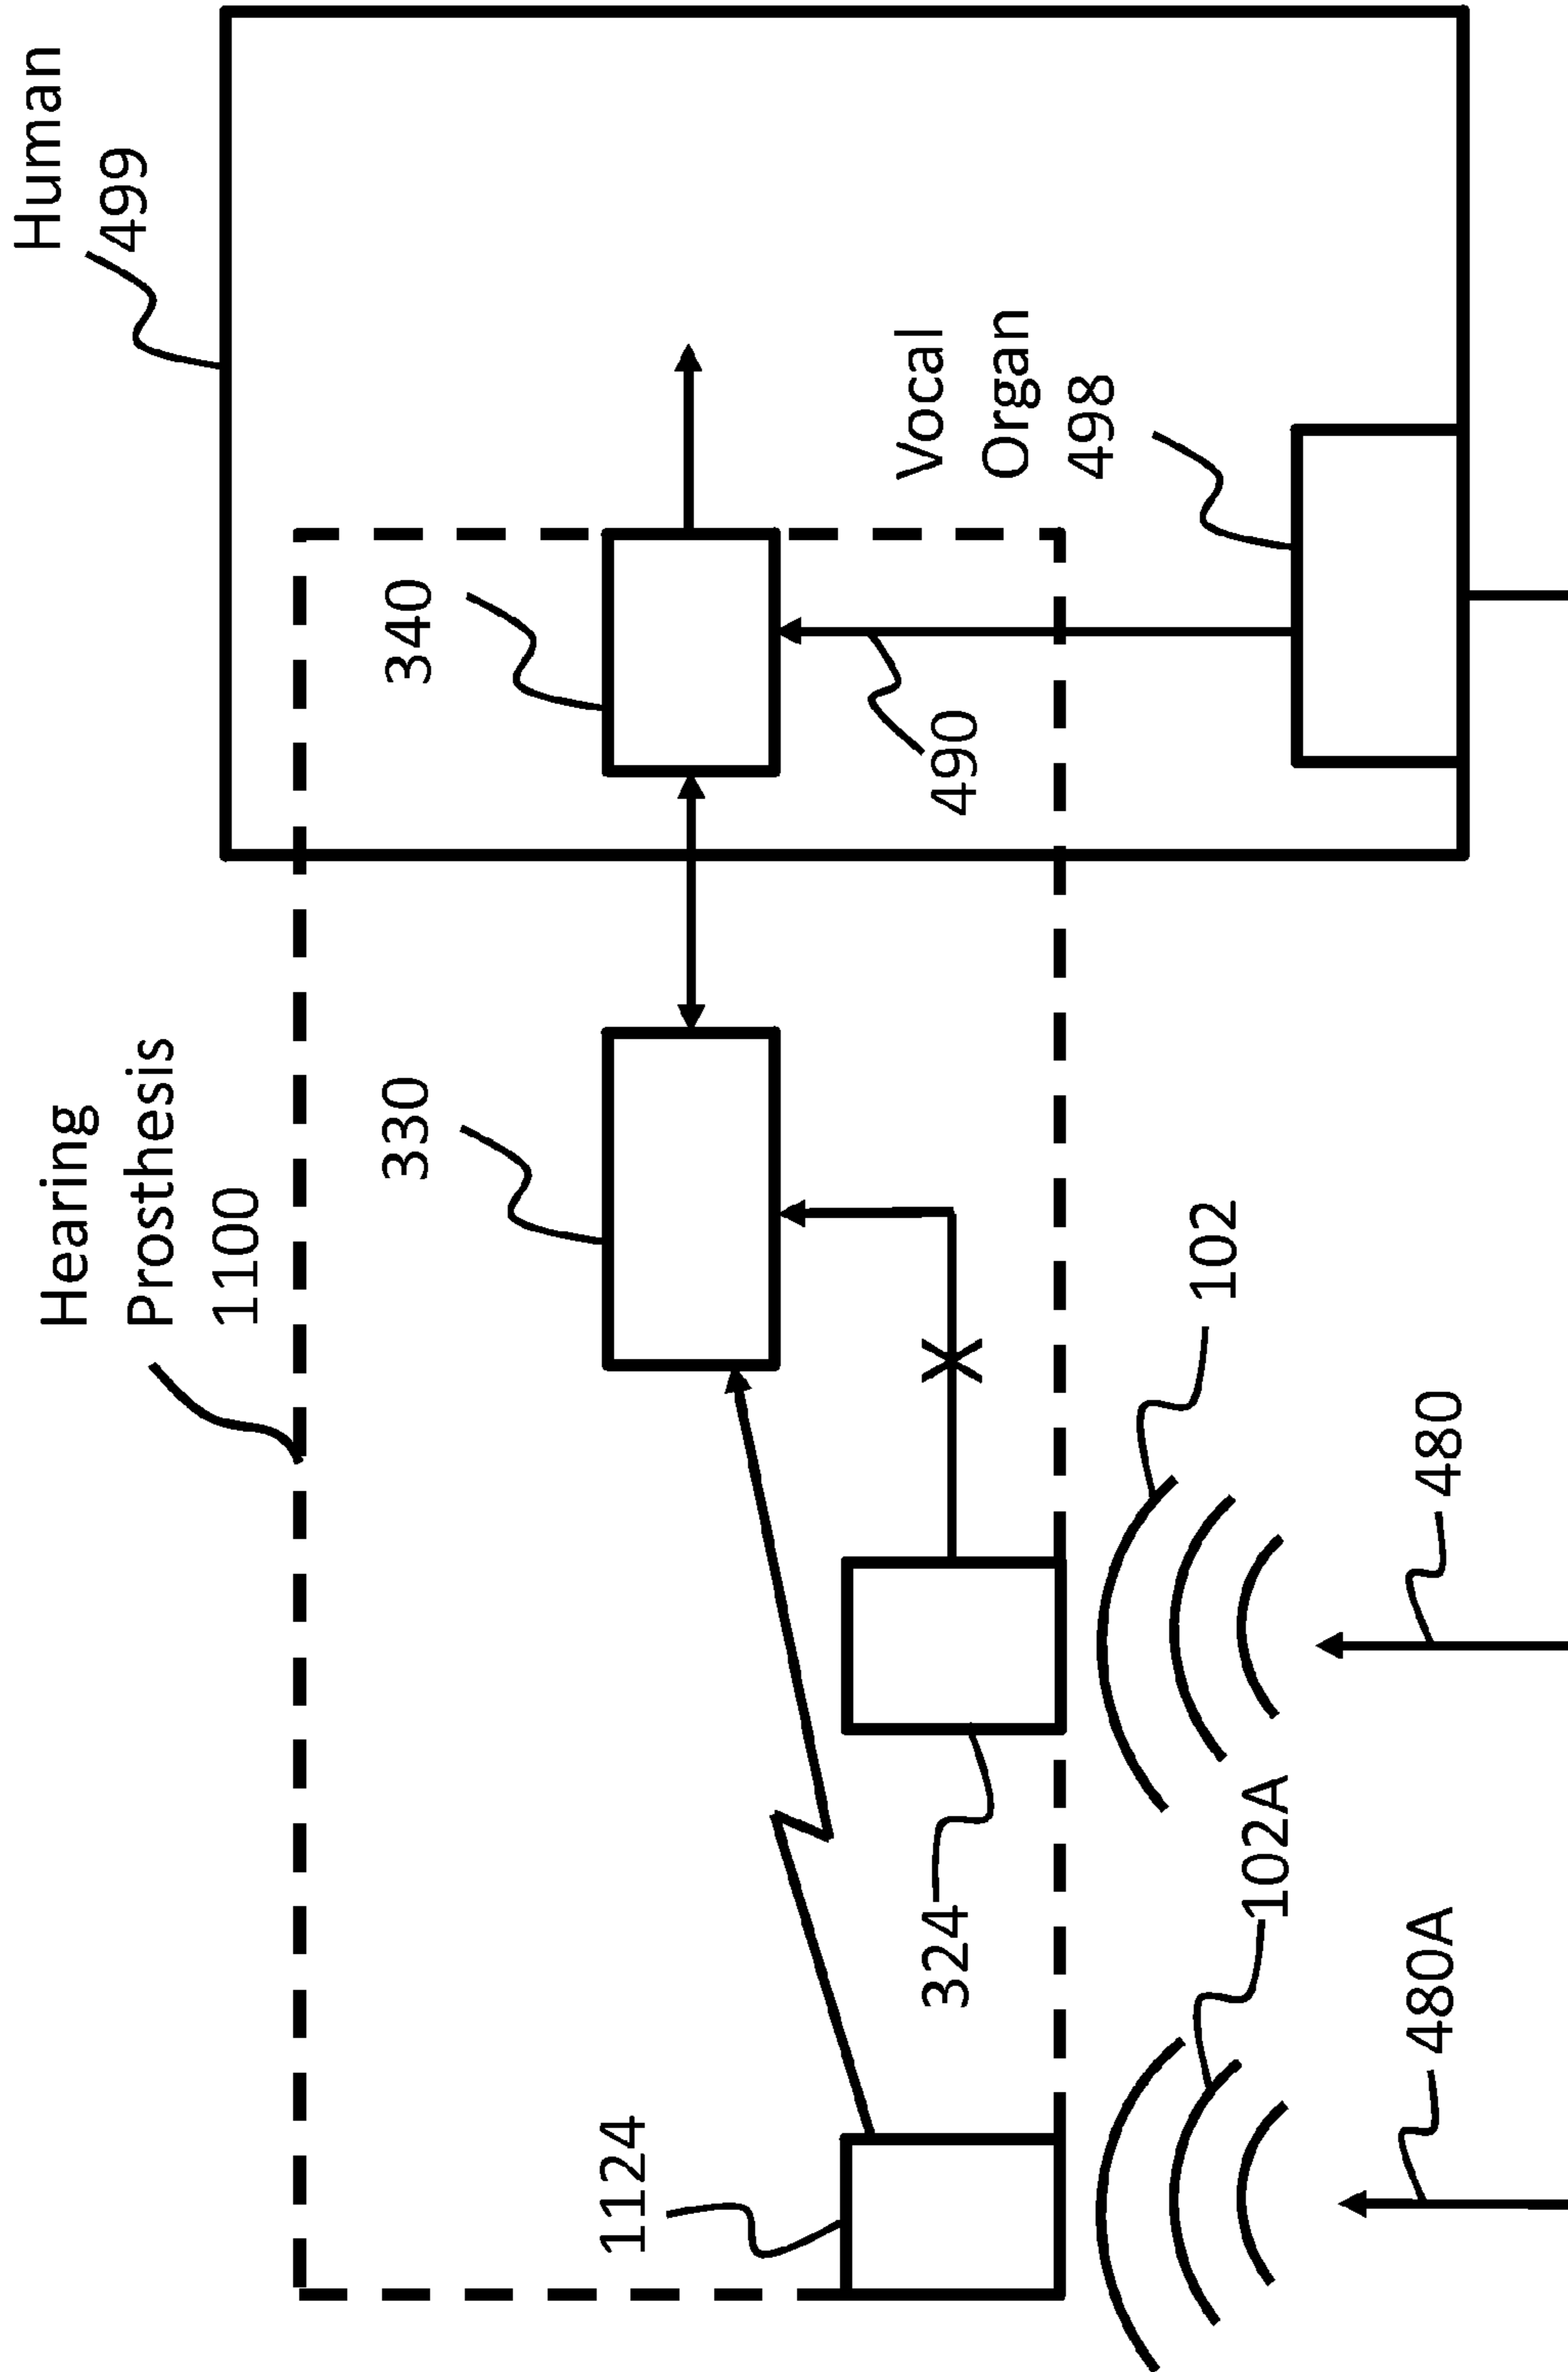 Human
499
Hearing
Prosthesis
1100
340
330
Vocal
Organ
498
490
X
1124
324
102
102A
480
480A